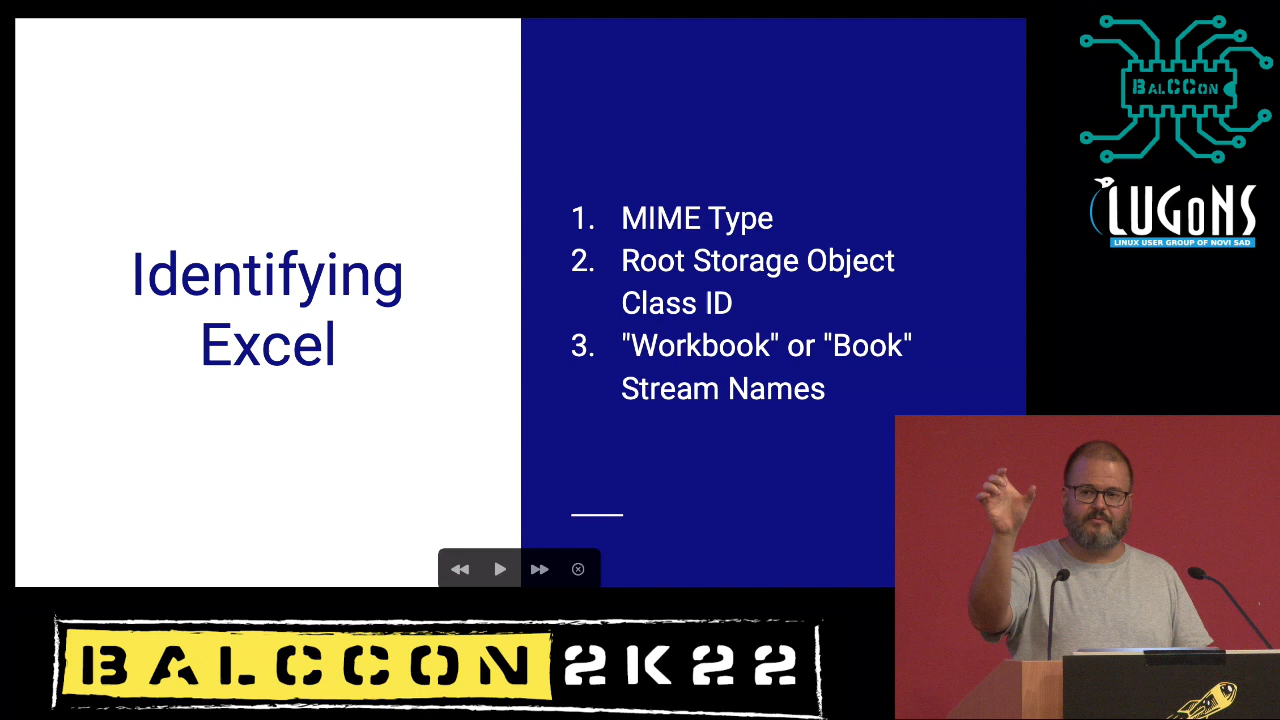 Identifying
Excel
1. MIME Type
2. Root Storage Object
Class ID
3. "Workbook" or "Book"
Stream Names
BALCCON
LUGoNS
LINUX USER GROUP OF NOVI SAD
BALCCON 2K22